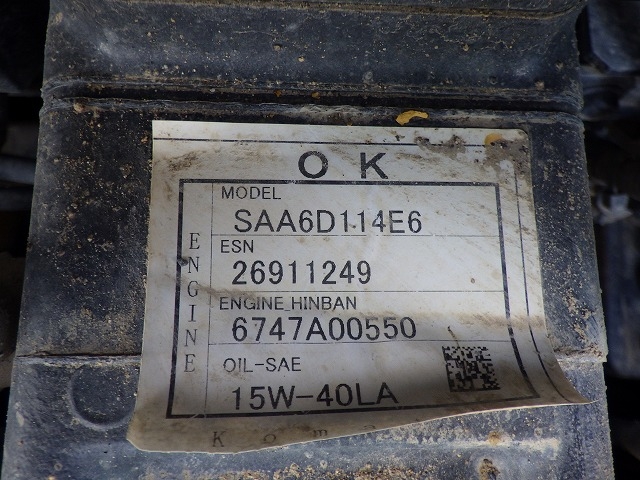 OK
MODEL
SAA6D114E6
ENGINE
ESN
26911249
ENGINE HINBAN
6747A00550
OIL-SAE
15W-40LA